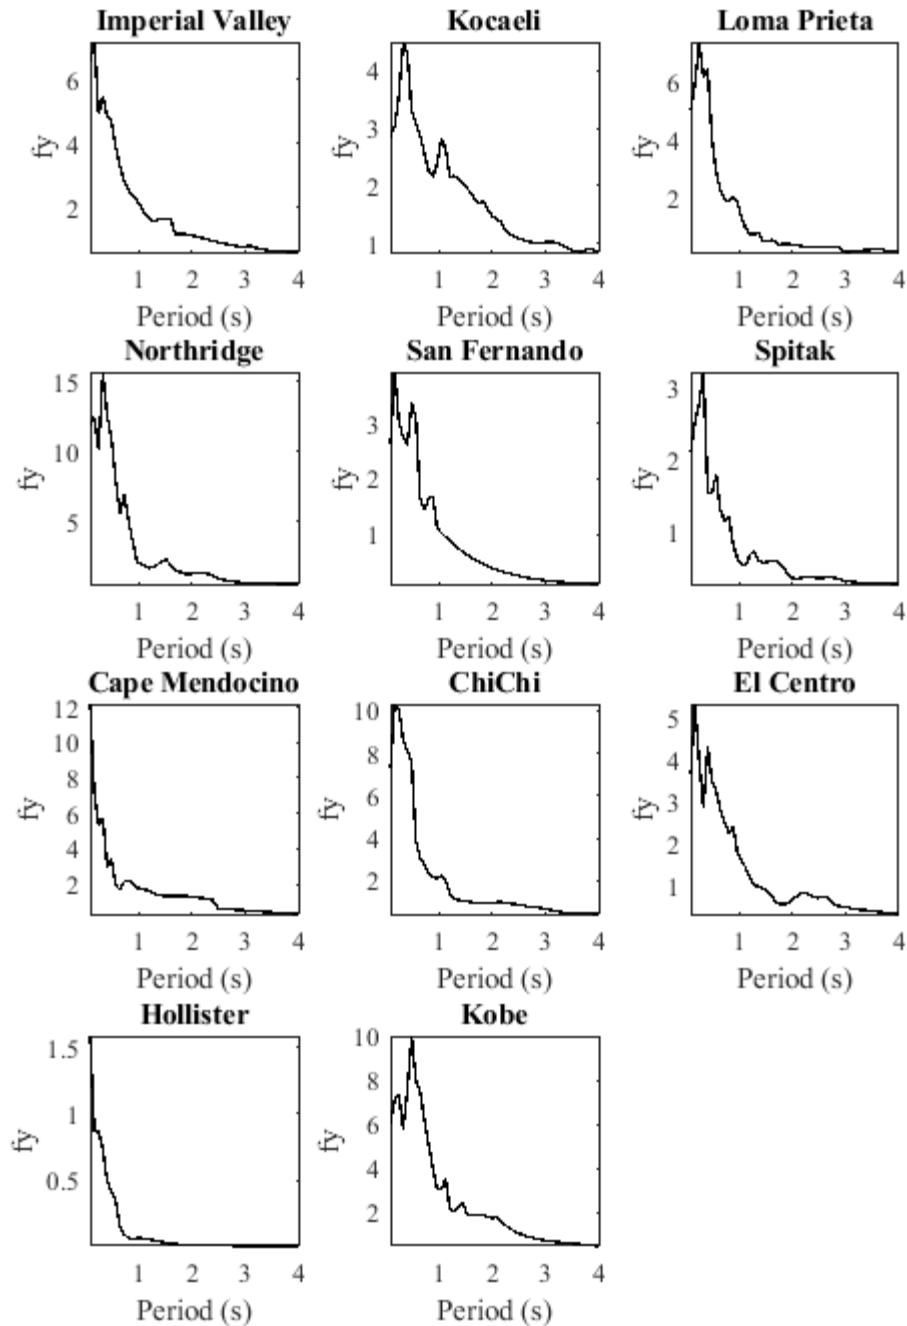 Imperial Valley
fy
6
4
2
1 2 3 4
Period (s)
Kocaeli
fy
4
3
2
1
1 2 3 4
Period (s)
Loma Prieta
fy
6
4
2
1 2 3 4
Period (s)
Northridge
fy
15
10
5
1 2 3 4
Period (s)
San Fernando
fy
3
2
1
1 2 3 4
Period (s)
Spitak
fy
3
2
1
1 2 3 4
Period (s)
Cape Mendocino
fy
12
10
8
6
4
2
1 2 3 4
Period (s)
ChiChi
fy
10
8
6
4
2
1 2 3 4
Period (s)
El Centro
fy
5
4
3
2
1
1 2 3 4
Period (s)
Hollister
fy
1.5
1
0.5
1 2 3 4
Period (s)
Kobe
fy
10
8
6
4
2
1 2 3 4
Period (s)